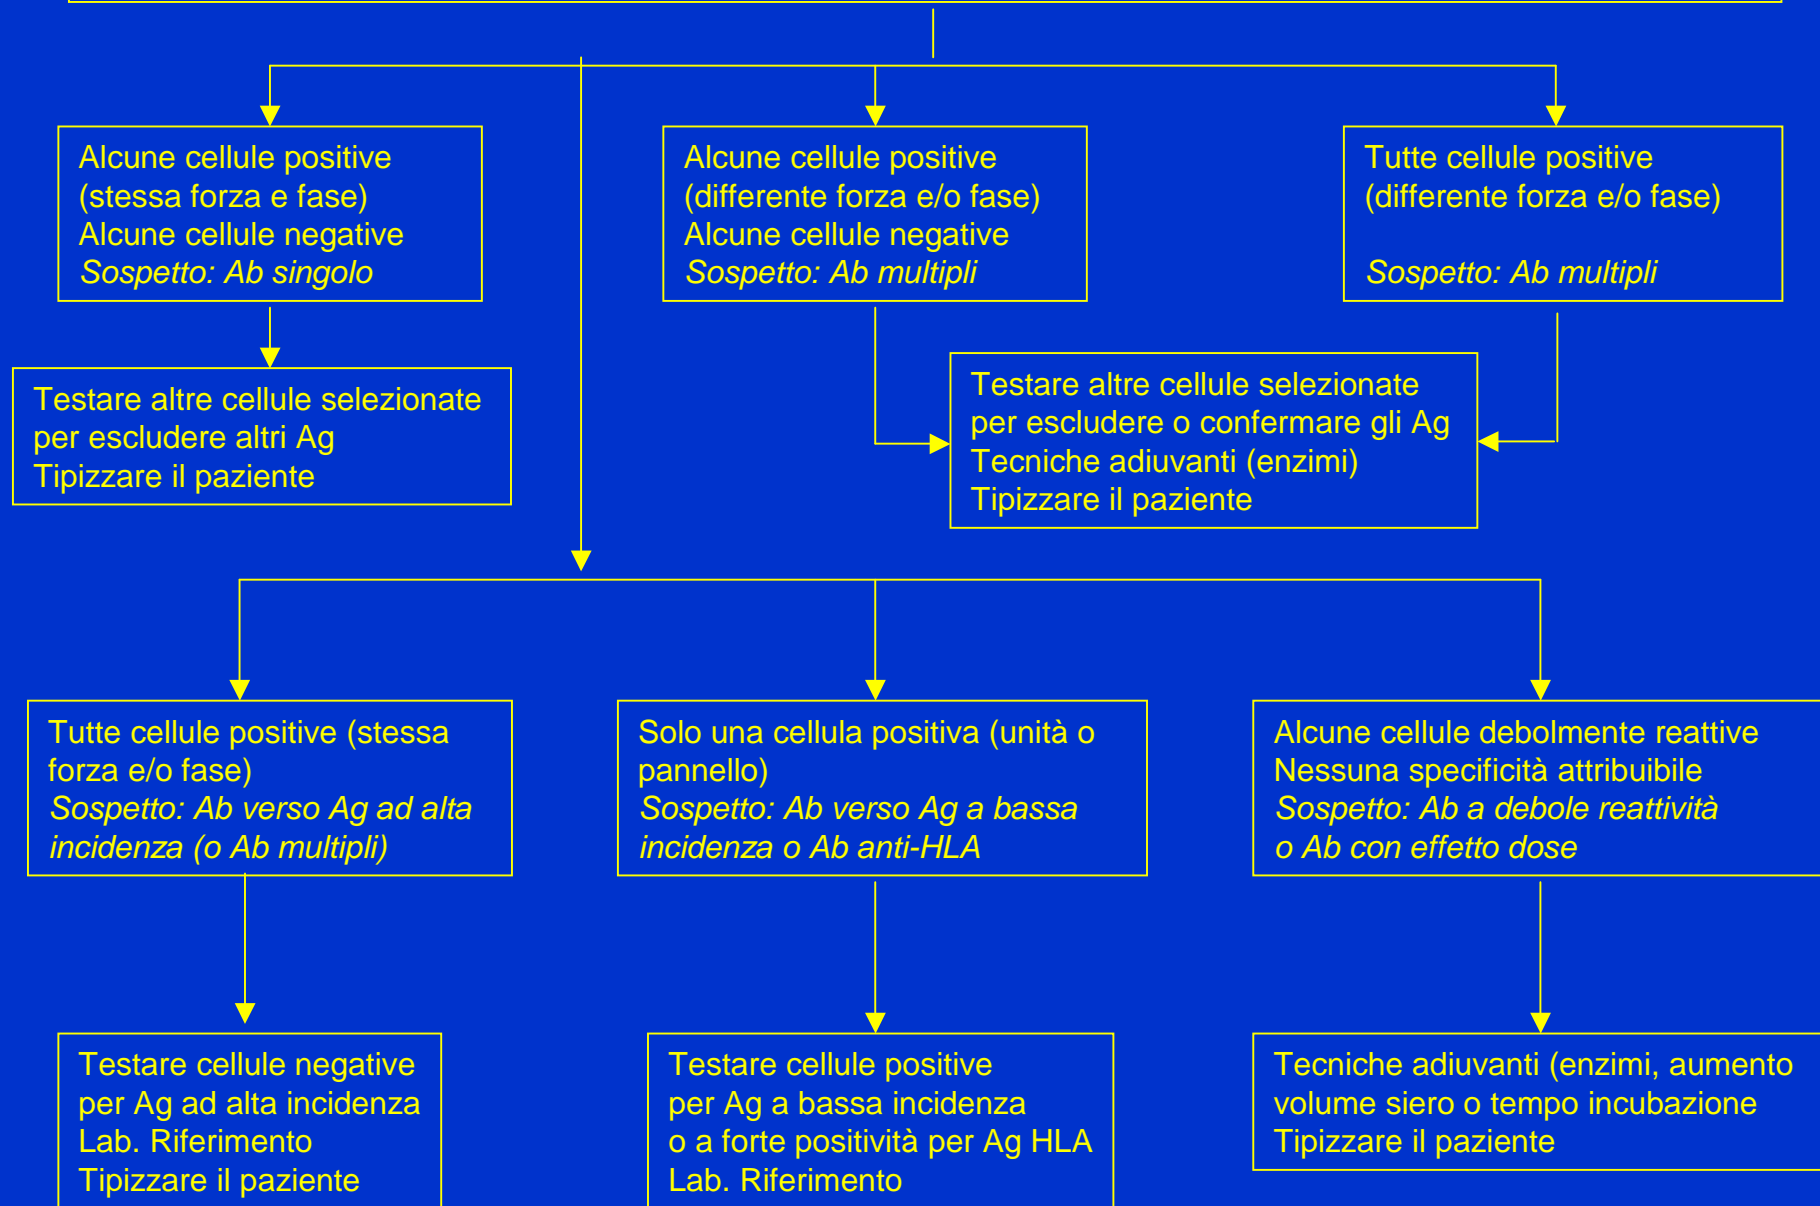 Alcune cellule positive
(stessa forza e fase)
Alcune cellule negative
Sospetto: Ab singolo
Alcune cellule positive
(differente forza e/o fase)
Alcune cellule negative
Sospetto: Ab multipli
Tutte cellule positive
(differente forza e/o fase)
Sospetto: Ab multipli
Testare altre cellule selezionate
per escludere altri Ag
Tipizzare il paziente
Testare altre cellule selezionate
per escludere o confermare gli Ag
Tecniche adiuvanti (enzimi)
Tipizzare il paziente
Tutte cellule positive (stessa
forza e/o fase)
Sospetto: Ab verso Ag ad alta
incidenza (o Ab multipli)
Solo una cellula positiva (unità o
pannello)
Sospetto: Ab verso Ag a bassa
incidenza o Ab anti-HLA
Alcune cellule debolmente reattive
Nessuna specificità attribuibile
Sospetto: Ab a debole reattività
o Ab con effetto dose
Testare cellule negative
per Ag ad alta incidenza
Lab. Riferimento
Tipizzare il paziente
Testare cellule positive
per Ag a bassa incidenza
o a forte positività per Ag HLA
Lab. Riferimento
Tecniche adiuvanti (enzimi, aumento
volume siero o tempo incubazione
Tipizzare il paziente